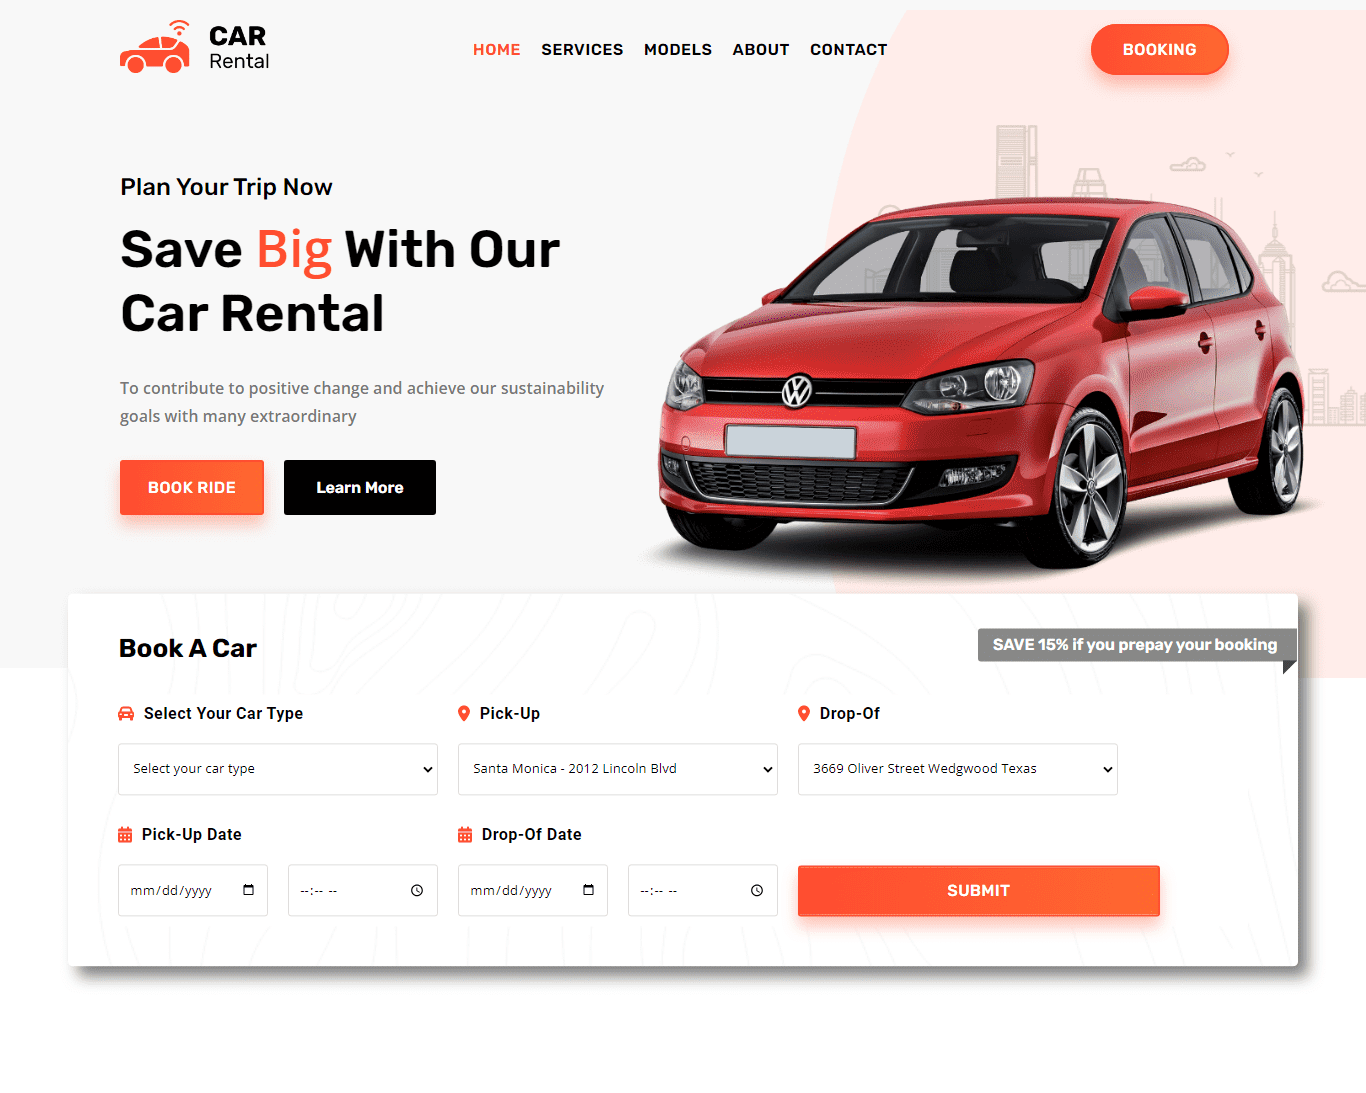 CAR
Rental
HOME SERVICES MODELS ABOUT CONTACT
BOOKING
Plan Your Trip Now
Save Big With Our
Car Rental
To contribute to positive change and achieve our sustainability
goals with many extraordinary
BOOK RIDE Learn More
Book A Car
SAVE 15% if you prepay your booking
Select Your Car Type Pick-Up Drop-Of
Select your car type Santa Monica - 2012 Lincoln Blvd 3669 Oliver Street Wedgwood Texas
Pick-Up Date Drop-Of Date
mm/dd/yyyy --:-- -- mm/dd/yyyy --:-- -- SUBMIT